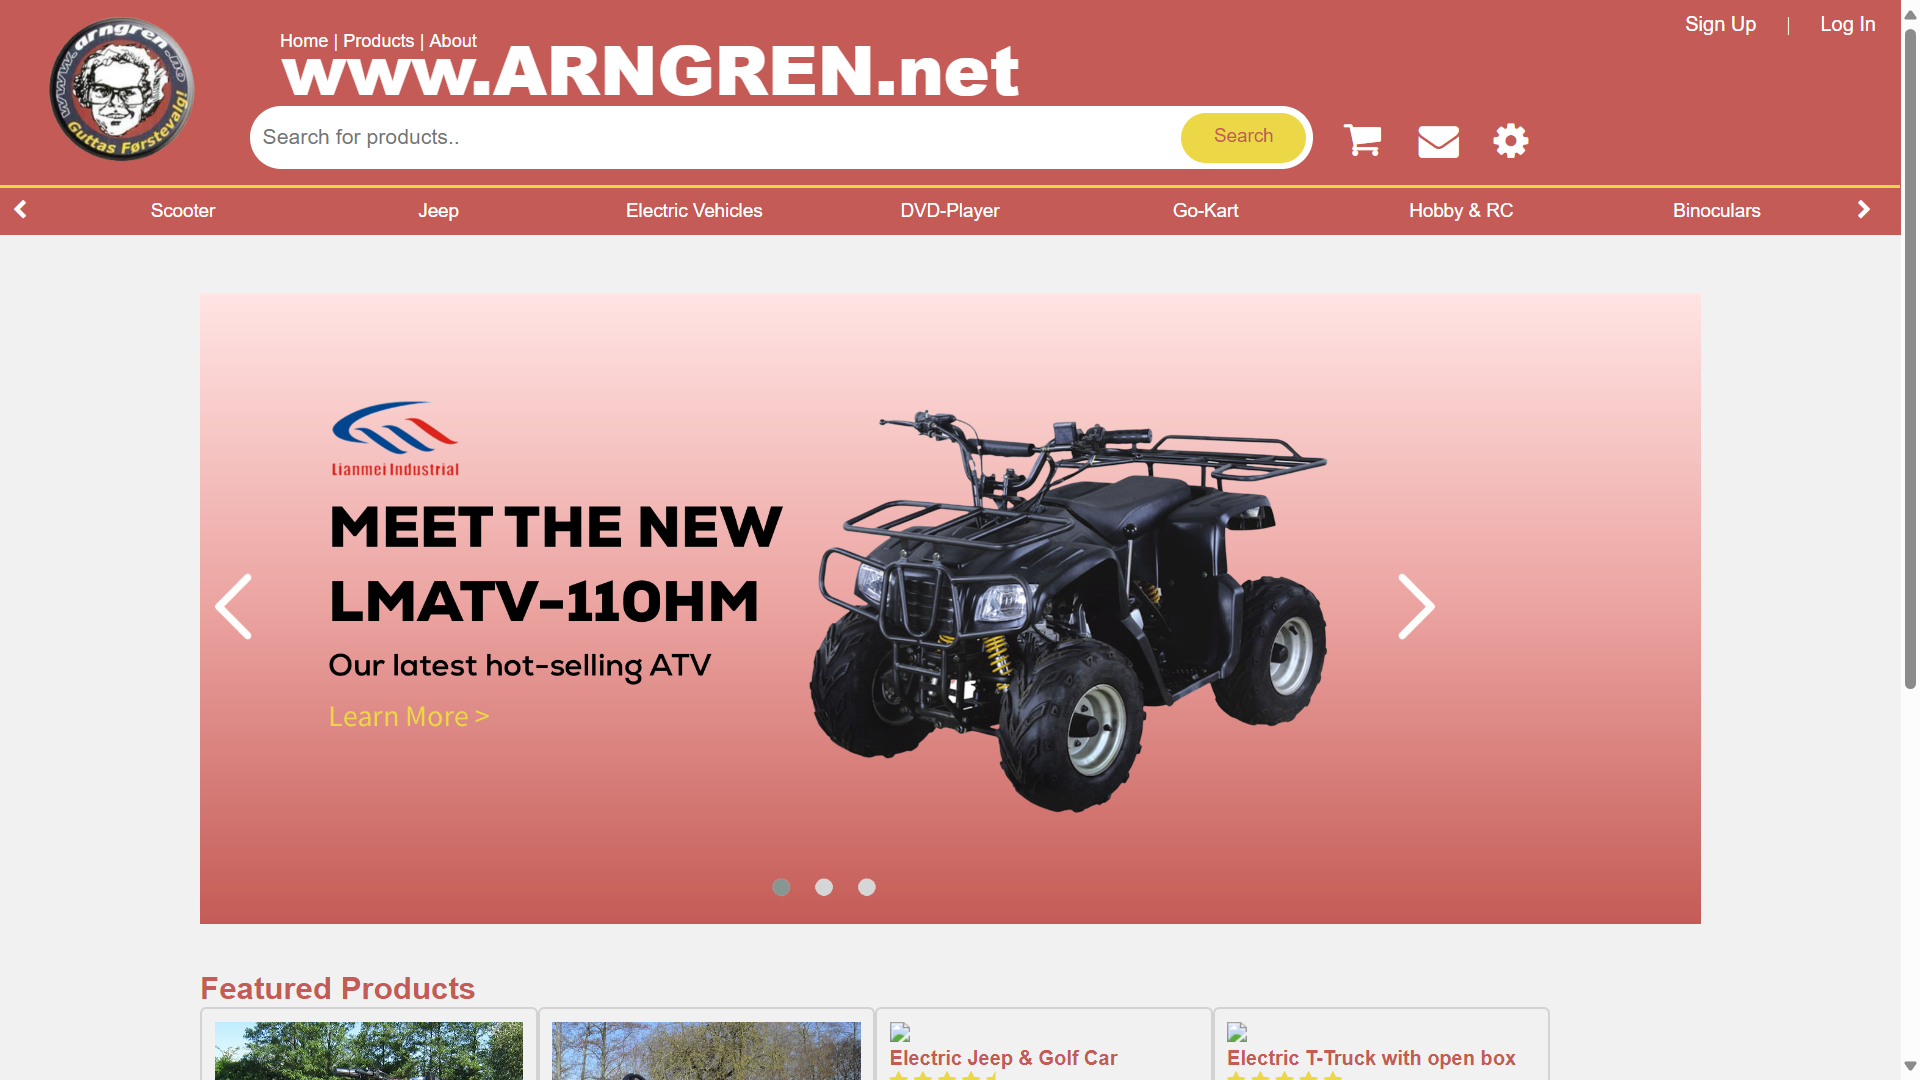 www.arngren.no
Guttas Førstevalg!
Home | Products | About
www.ARNGREN.net
Sign Up | Log In
Search for products..
Search
Scooter
Jeep
Electric Vehicles
DVD-Player
Go-Kart
Hobby & RC
Binoculars
Lianmei Industrial
MEET THE NEW
LMATV-110HM
Our latest hot-selling ATV
Learn More >
Featured Products
Electric Jeep & Golf Car
Electric T-Truck with open box